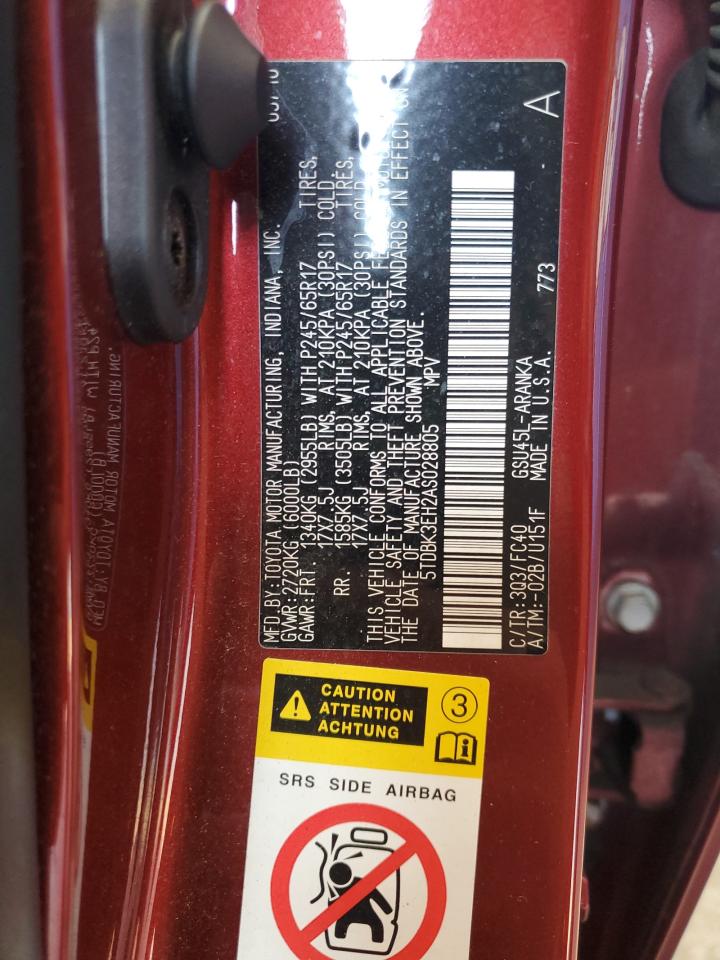 MFD.BY:TOYOTA MOTOR MANUFACTURING, INDIANA, INC.
GVWR:2720KG (6000LB)
GAWR:FRT. 1340KG (2955LB) WITH P245/65R17 TIRES,
17X7.5J RIMS, AT 210KPA (30PSI) COLD
RR. 1585KG (3505LB) WITH P245/65R17 TIRES,
17X7.5J RIMS, AT 210KPA (30PSI) COLD
THIS VEHICLE CONFORMS TO ALL APPLICABLE
VEHICLE SAFETY AND THEFT PREVENTION STANDARDS IN EFFECT ON
THE DATE OF MANUFACTURE SHOWN ABOVE.
5TDBK3EH2AS028805 MPV
C/TR:3Q3/FC40 GSU45L-ARANKA 773
A/TM:-02B/U151F MADE IN U.S.A.
A
CAUTION
ATTENTION
ACHTUNG
3
SRS SIDE AIRBAG